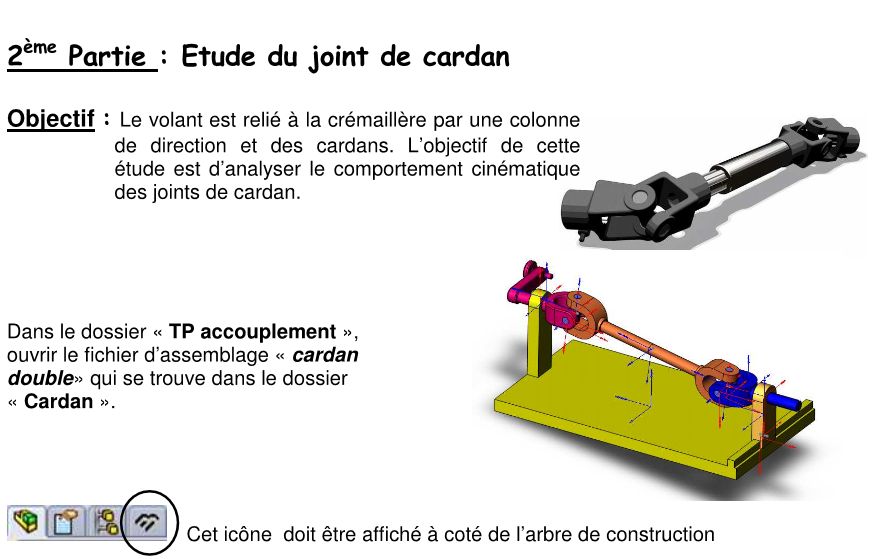 2ème Partie : Etude du joint de cardan
Objectif : Le volant est relié à la crémaillère par une colonne
de direction et des cardans. L'objectif de cette
étude est d'analyser le comportement cinématique
des joints de cardan.
Dans le dossier « TP accouplement »,
ouvrir le fichier d'assemblage « cardan
double» qui se trouve dans le dossier
« Cardan ».
Cet icône doit être affiché à coté de l'arbre de construction